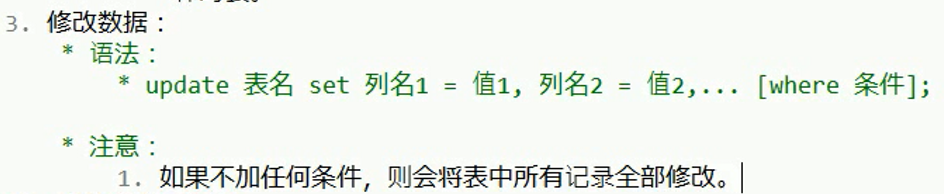 3. 修改数据：
* 语法：
* update 表名 set 列名1 = 值1, 列名2 = 值2,... [where 条件];
* 注意：
1. 如果不加任何条件，则会将表中所有记录全部修改。